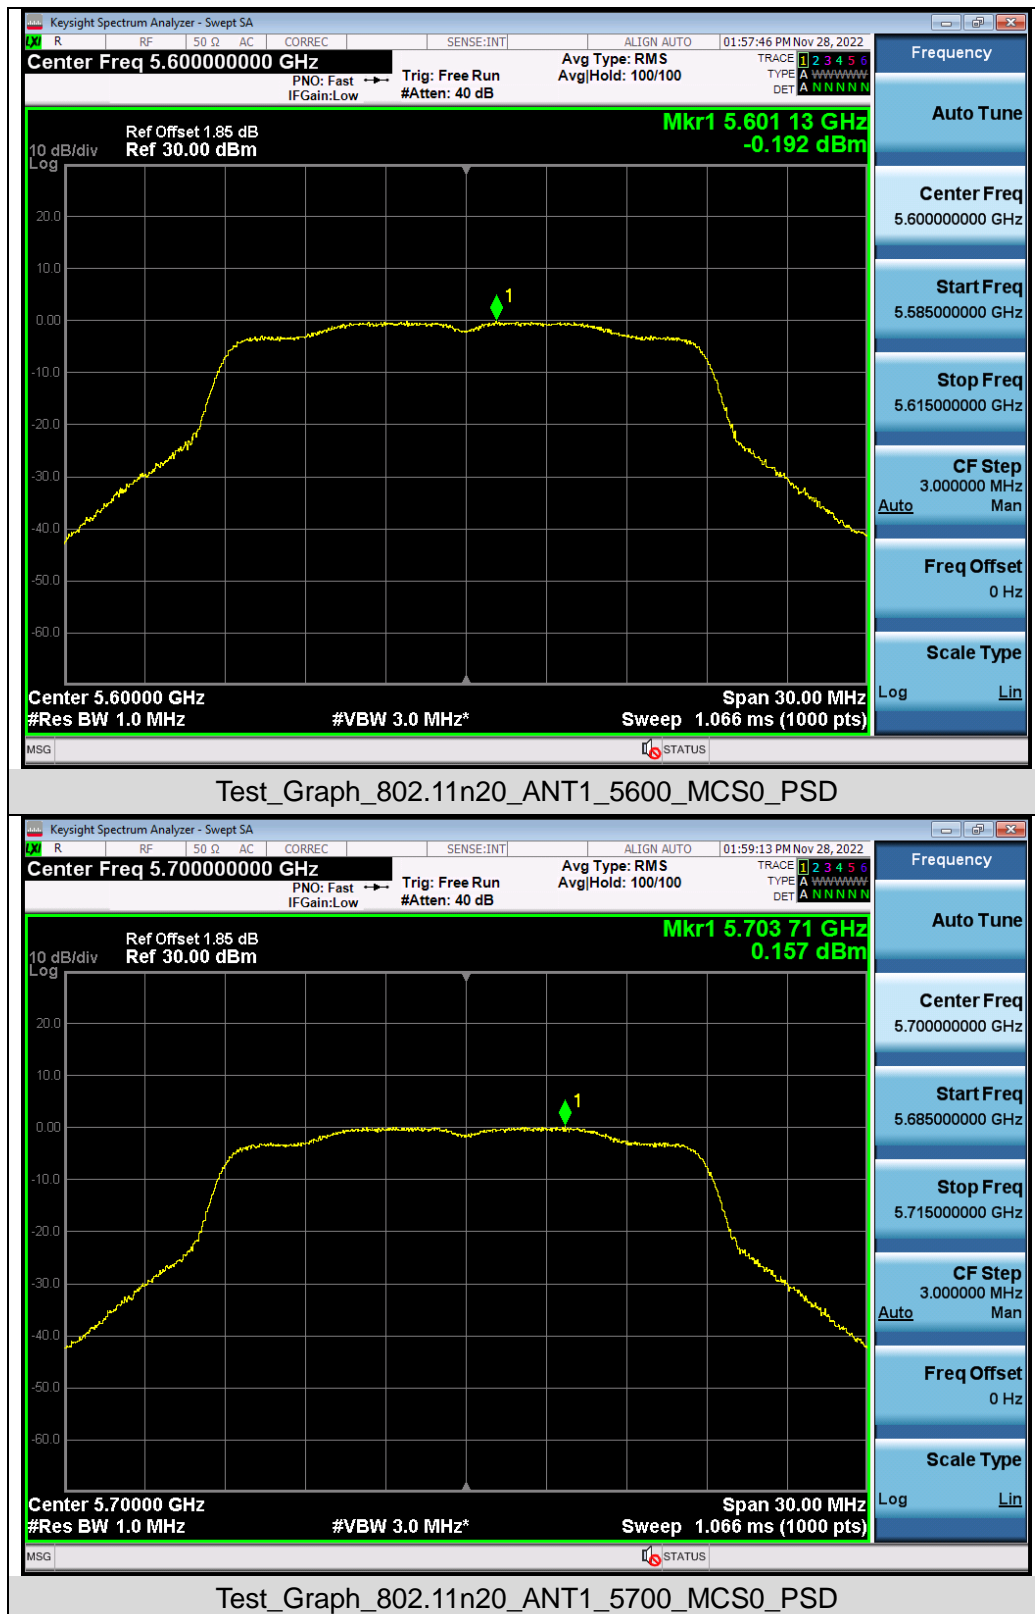 Keysight Spectrum Analyzer - Swept SA
LXI R RF 50 Ω AC CORREC SENSE:INT ALIGN AUTO 01:57:46 PM Nov 28, 2022
Center Freq 5.600000000 GHz
PNO: Fast
IFGain:Low
Trig: Free Run
#Atten: 40 dB
Avg Type: RMS
Avg|Hold: 100/100
TRACE 1 2 3 4 5 6
TYPE A WWWWW
DET A N N N N N
Ref Offset 1.85 dB
Ref 30.00 dBm
10 dB/div
Log
Mkr1 5.601 13 GHz
-0.192 dBm
20.0
10.0
0.00
-10.0
-20.0
-30.0
-40.0
-50.0
-60.0
1
Center 5.60000 GHz
#Res BW 1.0 MHz
#VBW 3.0 MHz*
Span 30.00 MHz
Sweep 1.066 ms (1000 pts)
MSG
STATUS
Frequency
Auto Tune
Center Freq
5.600000000 GHz
Start Freq
5.585000000 GHz
Stop Freq
5.615000000 GHz
CF Step
3.000000 MHz
Auto Man
Freq Offset
0 Hz
Scale Type
Log Lin
Test_Graph_802.11n20_ANT1_5600_MCS0_PSD
Keysight Spectrum Analyzer - Swept SA
LXI R RF 50 Ω AC CORREC SENSE:INT ALIGN AUTO 01:59:13 PM Nov 28, 2022
Center Freq 5.700000000 GHz
PNO: Fast
IFGain:Low
Trig: Free Run
#Atten: 40 dB
Avg Type: RMS
Avg|Hold: 100/100
TRACE 1 2 3 4 5 6
TYPE A WWWWW
DET A N N N N N
Ref Offset 1.85 dB
Ref 30.00 dBm
10 dB/div
Log
Mkr1 5.703 71 GHz
0.157 dBm
20.0
10.0
0.00
-10.0
-20.0
-30.0
-40.0
-50.0
-60.0
1
Center 5.70000 GHz
#Res BW 1.0 MHz
#VBW 3.0 MHz*
Span 30.00 MHz
Sweep 1.066 ms (1000 pts)
MSG
STATUS
Frequency
Auto Tune
Center Freq
5.700000000 GHz
Start Freq
5.685000000 GHz
Stop Freq
5.715000000 GHz
CF Step
3.000000 MHz
Auto Man
Freq Offset
0 Hz
Scale Type
Log Lin
Test_Graph_802.11n20_ANT1_5700_MCS0_PSD